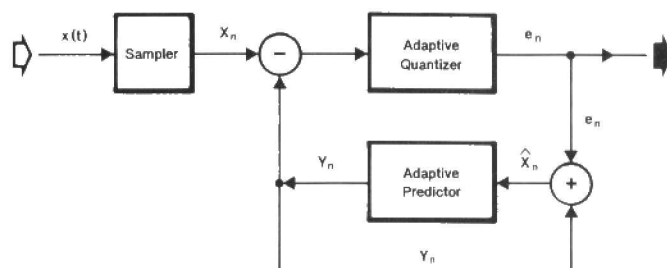 x(t)
Sampler
Xn
−
Adaptive
Quantizer
en
en
Yn
Adaptive
Predictor
X̂n
+
Yn